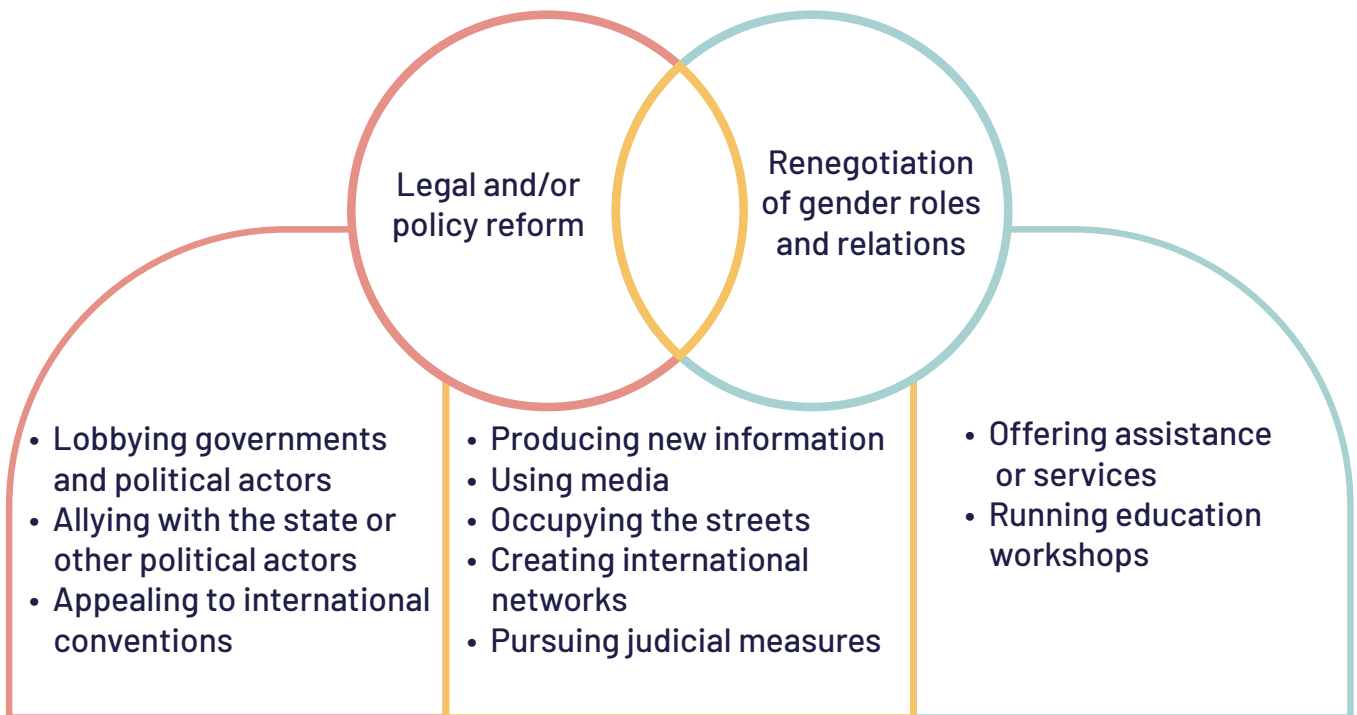 Legal and/or
policy reform
Renegotiation
of gender roles
and relations
• Lobbying governments
and political actors
• Allying with the state or
other political actors
• Appealing to international
conventions
• Producing new information
• Using media
• Occupying the streets
• Creating international
networks
• Pursuing judicial measures
• Offering assistance
or services
• Running education
workshops